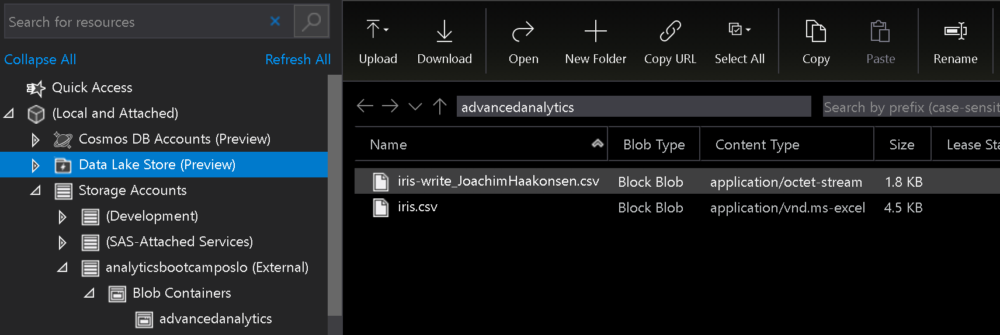 Search for resources
Collapse All Refresh All
Quick Access
(Local and Attached)
Cosmos DB Accounts (Preview)
Data Lake Store (Preview)
Storage Accounts
(Development)
(SAS-Attached Services)
analyticsbootcamposlo (External)
Blob Containers
advancedanalytics
Upload Download Open New Folder Copy URL Select All Copy Paste Rename
advancedanalytics Search by prefix (case-sensit
Name Blob Type Content Type Size Lease Sta
iris-write_JoachimHaakonsen.csv Block Blob application/octet-stream 1.8 KB
iris.csv Block Blob application/vnd.ms-excel 4.5 KB